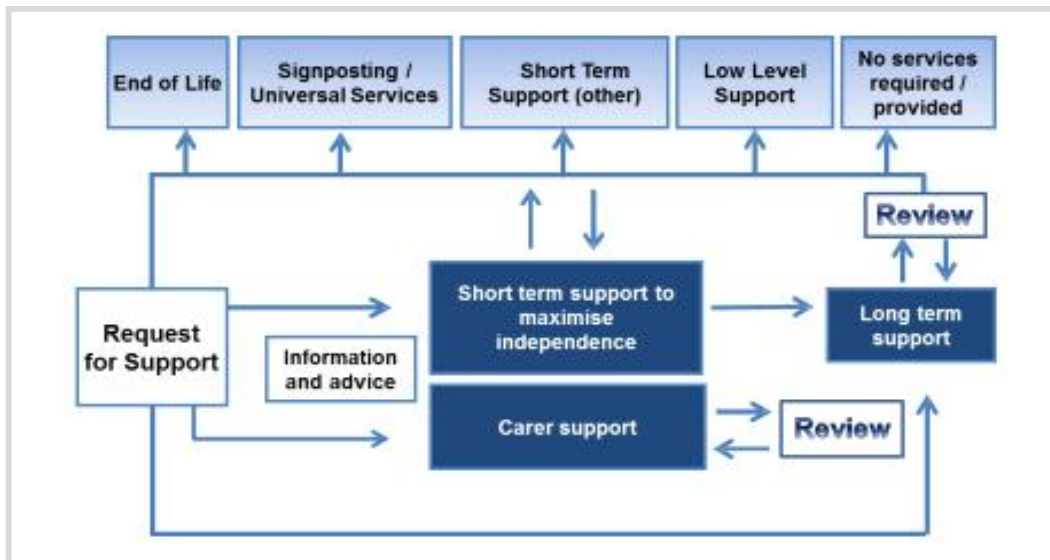 End of Life
Signposting /
Universal Services
Short Term
Support (other)
Low Level
Support
No services
required /
provided
Review
Request
for Support
Information
and advice
Short term support to
maximise
independence
Long term
support
Carer support
Review